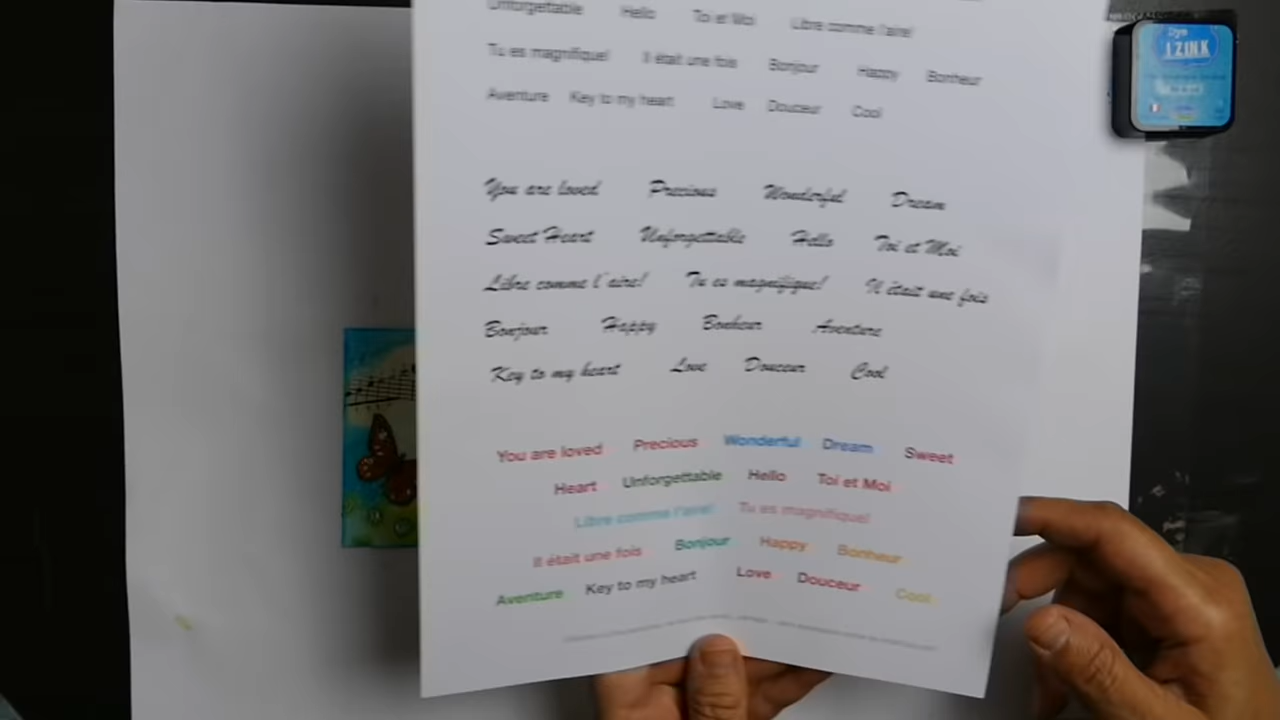 Unforgettable Hello Toi et Moi Libre comme l'aire!
Tu es magnifique! Il était une fois Bonjour Happy Bonheur
Aventure Key to my heart Love Douceur Cool
You are loved Precious Wonderful Dream
Sweet Heart Unforgettable Hello Toi et Moi
Libre comme l'aire! Tu es magnifique! Il était une fois
Bonjour Happy Bonheur Aventure
Key to my heart Love Douceur Cool
You are loved Precious Wonderful Dream Sweet
Heart Unforgettable Hello Toi et Moi
Libre comme l'aire! Tu es magnifique!
Il était une fois Bonjour Happy Bonheur
Aventure Key to my heart Love Douceur Cool
Dye
IZINK